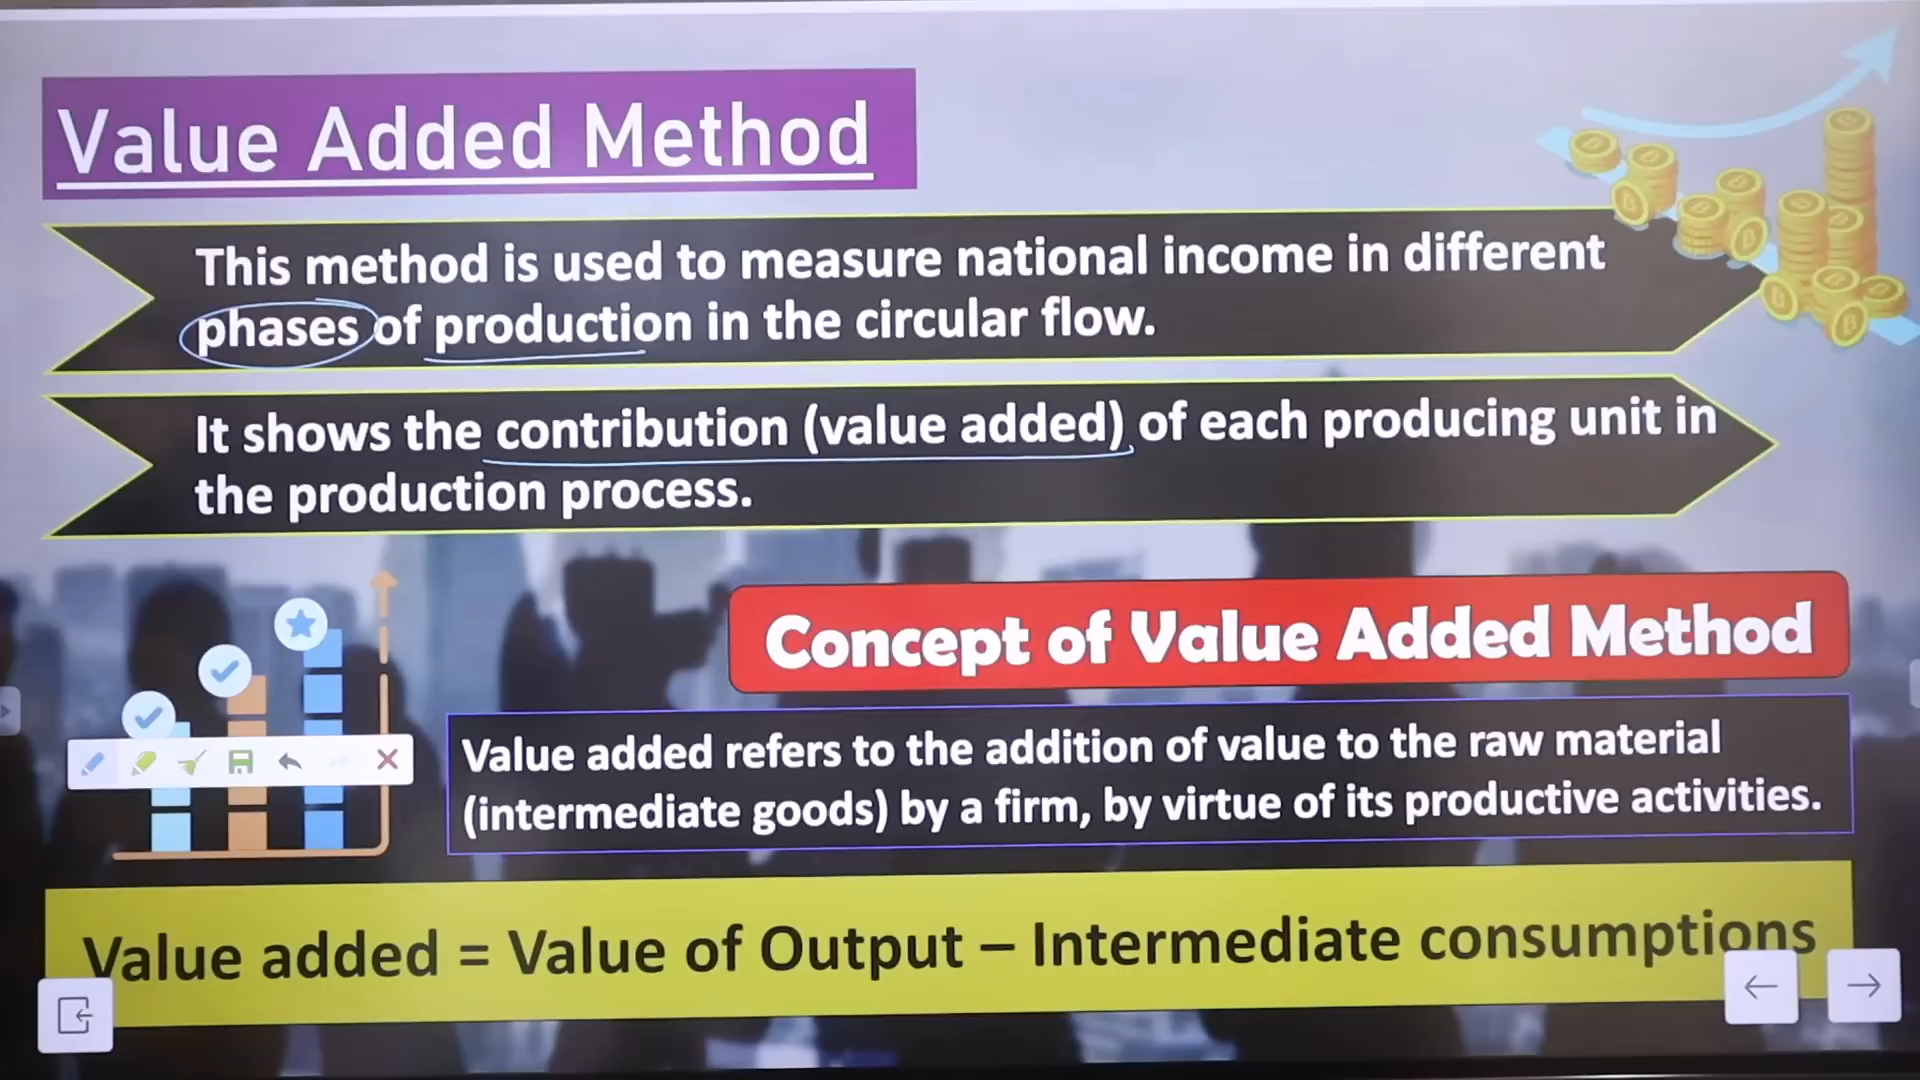 Value Added Method
This method is used to measure national income in different
phases of production in the circular flow.
It shows the contribution (value added) of each producing unit in
the production process.
Concept of Value Added Method
Value added refers to the addition of value to the raw material
(intermediate goods) by a firm, by virtue of its productive activities.
Value added = Value of Output – Intermediate consumptions